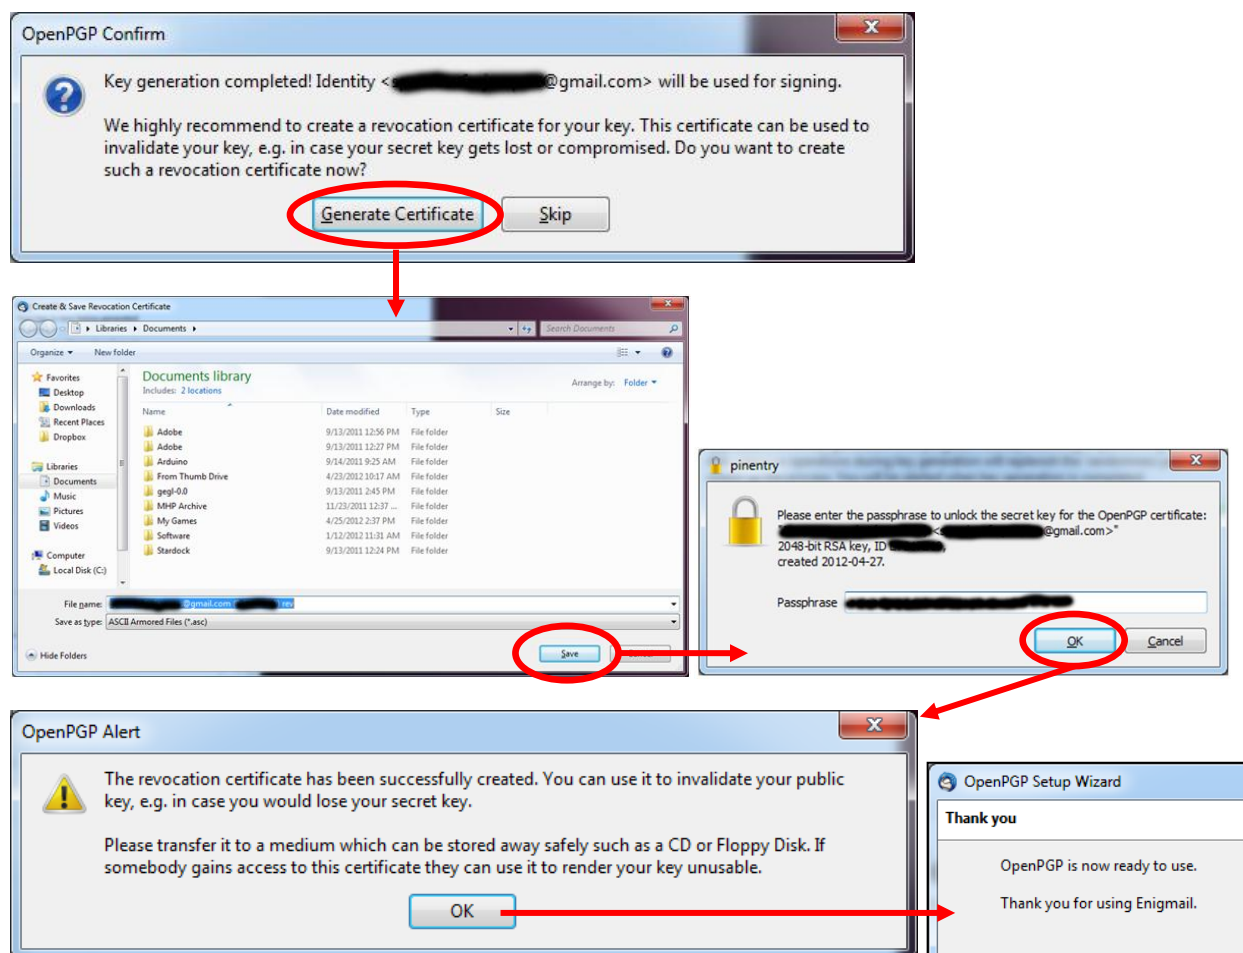 OpenPGP Confirm
Key generation completed! Identity < @gmail.com> will be used for signing.
We highly recommend to create a revocation certificate for your key. This certificate can be used to
invalidate your key, e.g. in case your secret key gets lost or compromised. Do you want to create
such a revocation certificate now?
Generate Certificate Skip
Create & Save Revocation Certificate
Libraries Documents Search Documents
Organize New folder
Favorites
Desktop
Downloads
Recent Places
Dropbox
Libraries
Documents
Music
Pictures
Videos
Computer
Local Disk (C:)
Documents library
Includes: 2 locations
Arrange by: Folder
Name Date modified Type Size
Adobe 9/13/2011 12:56 PM File folder
Adobe 9/13/2011 12:27 PM File folder
Arduino 9/14/2011 9:25 AM File folder
From Thumb Drive 4/23/2012 10:17 AM File folder
gegl-0.0 9/13/2011 2:45 PM File folder
MHP Archive 11/23/2011 12:37 ... File folder
My Games 4/25/2012 2:37 PM File folder
Software 1/12/2012 11:31 AM File folder
Stardock 9/13/2011 12:24 PM File folder
File name: @gmail.com rev
Save as type: ASCII Armored Files (*.asc)
Hide Folders Save
pinentry
Please enter the passphrase to unlock the secret key for the OpenPGP certificate:
< @gmail.com>"
2048-bit RSA key, ID ,
created 2012-04-27.
Passphrase
OK Cancel
OpenPGP Alert
The revocation certificate has been successfully created. You can use it to invalidate your public
key, e.g. in case you would lose your secret key.
Please transfer it to a medium which can be stored away safely such as a CD or Floppy Disk. If
somebody gains access to this certificate they can use it to render your key unusable.
OK
OpenPGP Setup Wizard
Thank you
OpenPGP is now ready to use.
Thank you for using Enigmail.